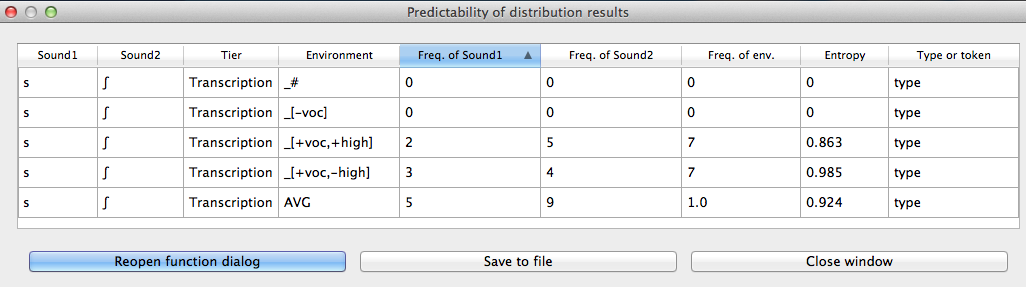 Predictability of distribution results
Sound1 Sound2 Tier Environment Freq. of Sound1 Freq. of Sound2 Freq. of env. Entropy Type or token
s ʃ Transcription _# 0 0 0 0 type
s ʃ Transcription _[-voc] 0 0 0 0 type
s ʃ Transcription _[+voc,+high] 2 5 7 0.863 type
s ʃ Transcription _[+voc,-high] 3 4 7 0.985 type
s ʃ Transcription AVG 5 9 1.0 0.924 type
Reopen function dialog Save to file Close window